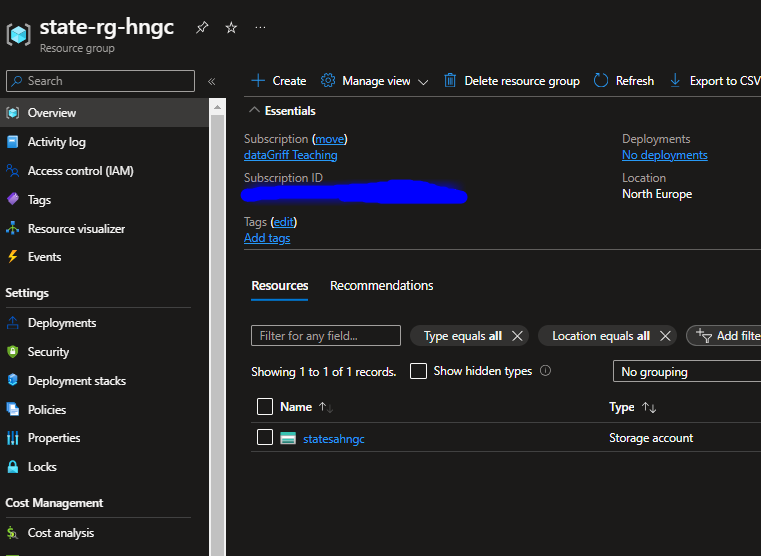 state-rg-hngc
Resource group
Search
«
Overview
Activity log
Access control (IAM)
Tags
Resource visualizer
Events
Settings
Deployments
Security
Deployment stacks
Policies
Properties
Locks
Cost Management
Cost analysis
Create Manage view Delete resource group Refresh Export to CSV
Essentials
Subscription (move)
dataGriff Teaching
Subscription ID
Tags (edit)
Add tags
Deployments
No deployments
Location
North Europe
Resources Recommendations
Filter for any field... Type equals all Location equals all Add filte
Showing 1 to 1 of 1 records. Show hidden types No grouping
Name Type
statesahngc Storage account